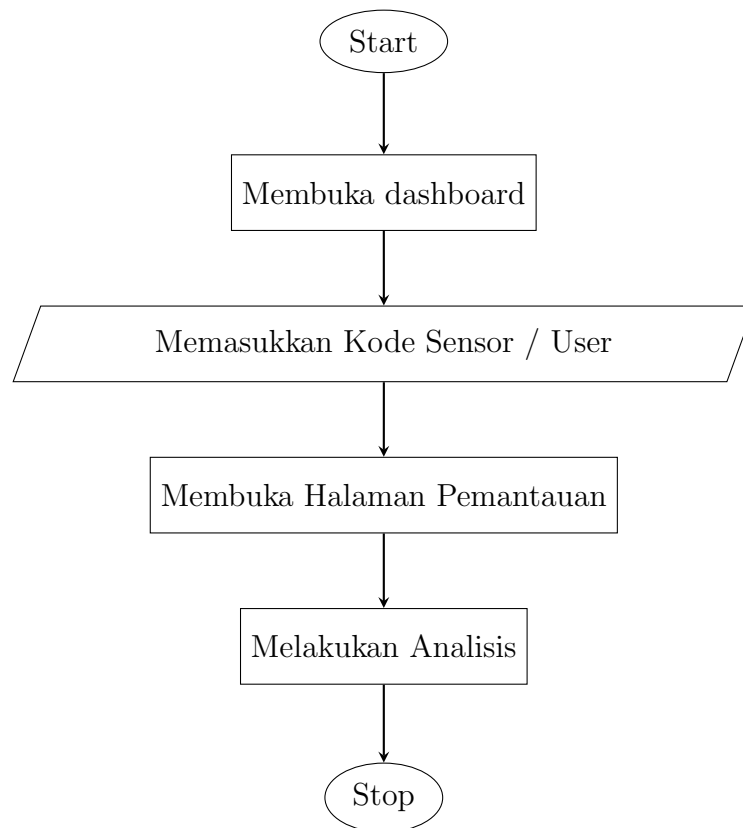 Start
Membuka dashboard
Memasukkan Kode Sensor / User
Membuka Halaman Pemantauan
Melakukan Analisis
Stop